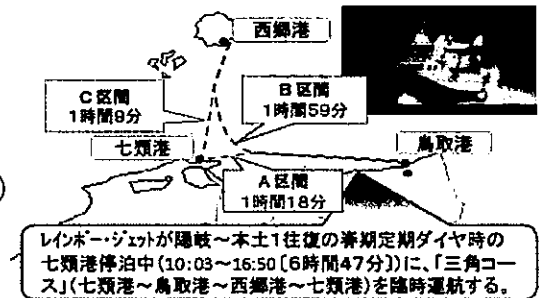 西郷港
C区間
1時間9分
B区間
1時間59分
七類港
鳥取港
A区間
1時間18分
レインボー・ジェットが隠岐～本土1往復の春期定期ダイヤ時の
七類港停泊中(10:03～16:50〔6時間47分〕)に、「三角コー
ス」(七類港～鳥取港～西郷港～七類港)を臨時運航する。